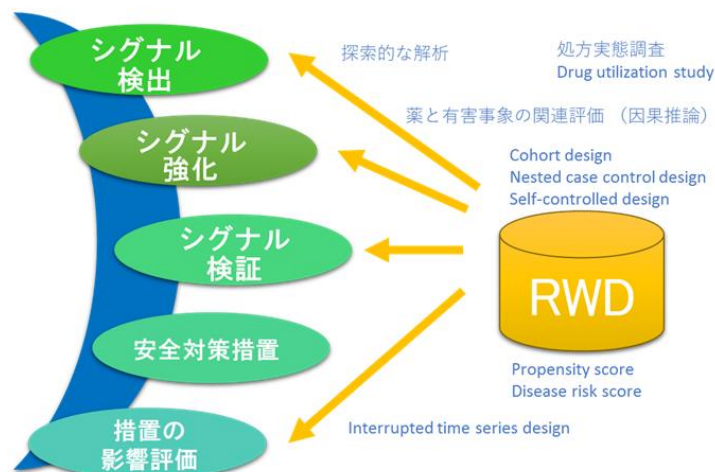 シグナル
検出
探索的な解析
処方実態調査
Drug utilization study
薬と有害事象の関連評価 （因果推論）
シグナル
強化
Cohort design
Nested case control design
Self-controlled design
シグナル
検証
RWD
安全対策措置
Propensity score
Disease risk score
措置の
影響評価
Interrupted time series design